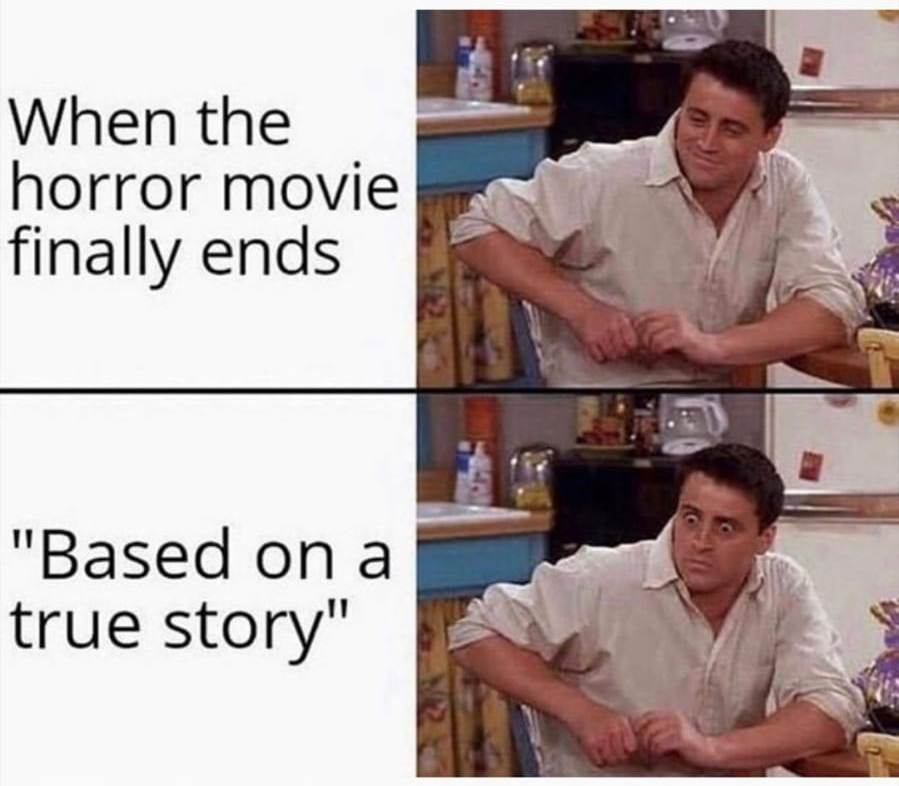 When the
horror movie
finally ends
"Based on a
true story"